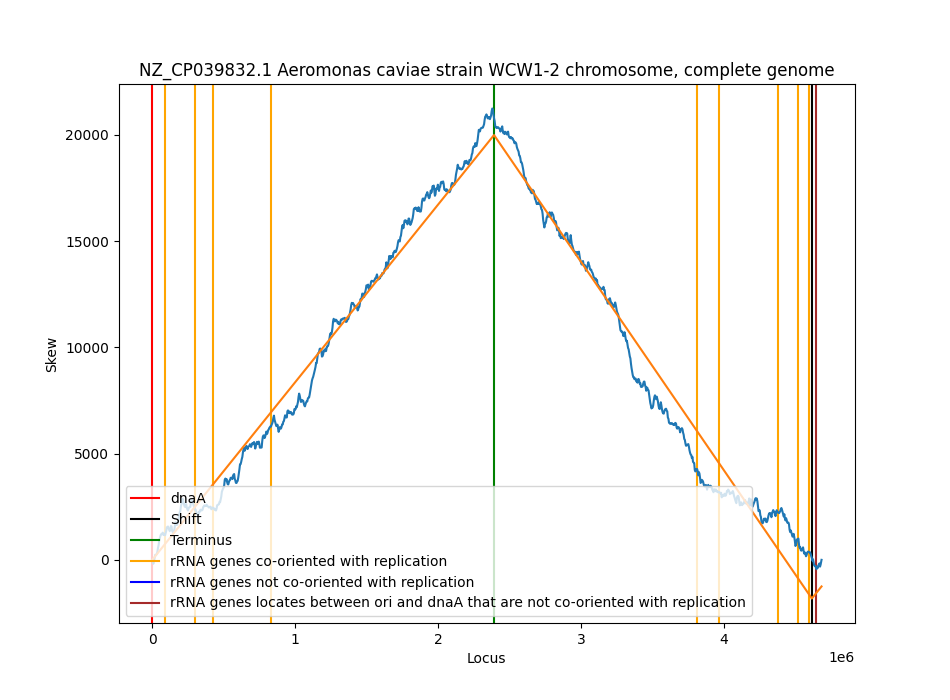 NZ_CP039832.1 Aeromonas caviae strain WCW1-2 chromosome, complete genome
Skew
20000
15000
10000
5000
0
dnaA
Shift
Terminus
rRNA genes co-oriented with replication
rRNA genes not co-oriented with replication
rRNA genes locates between ori and dnaA that are not co-oriented with replication
0 1 2 3 4
1e6
Locus